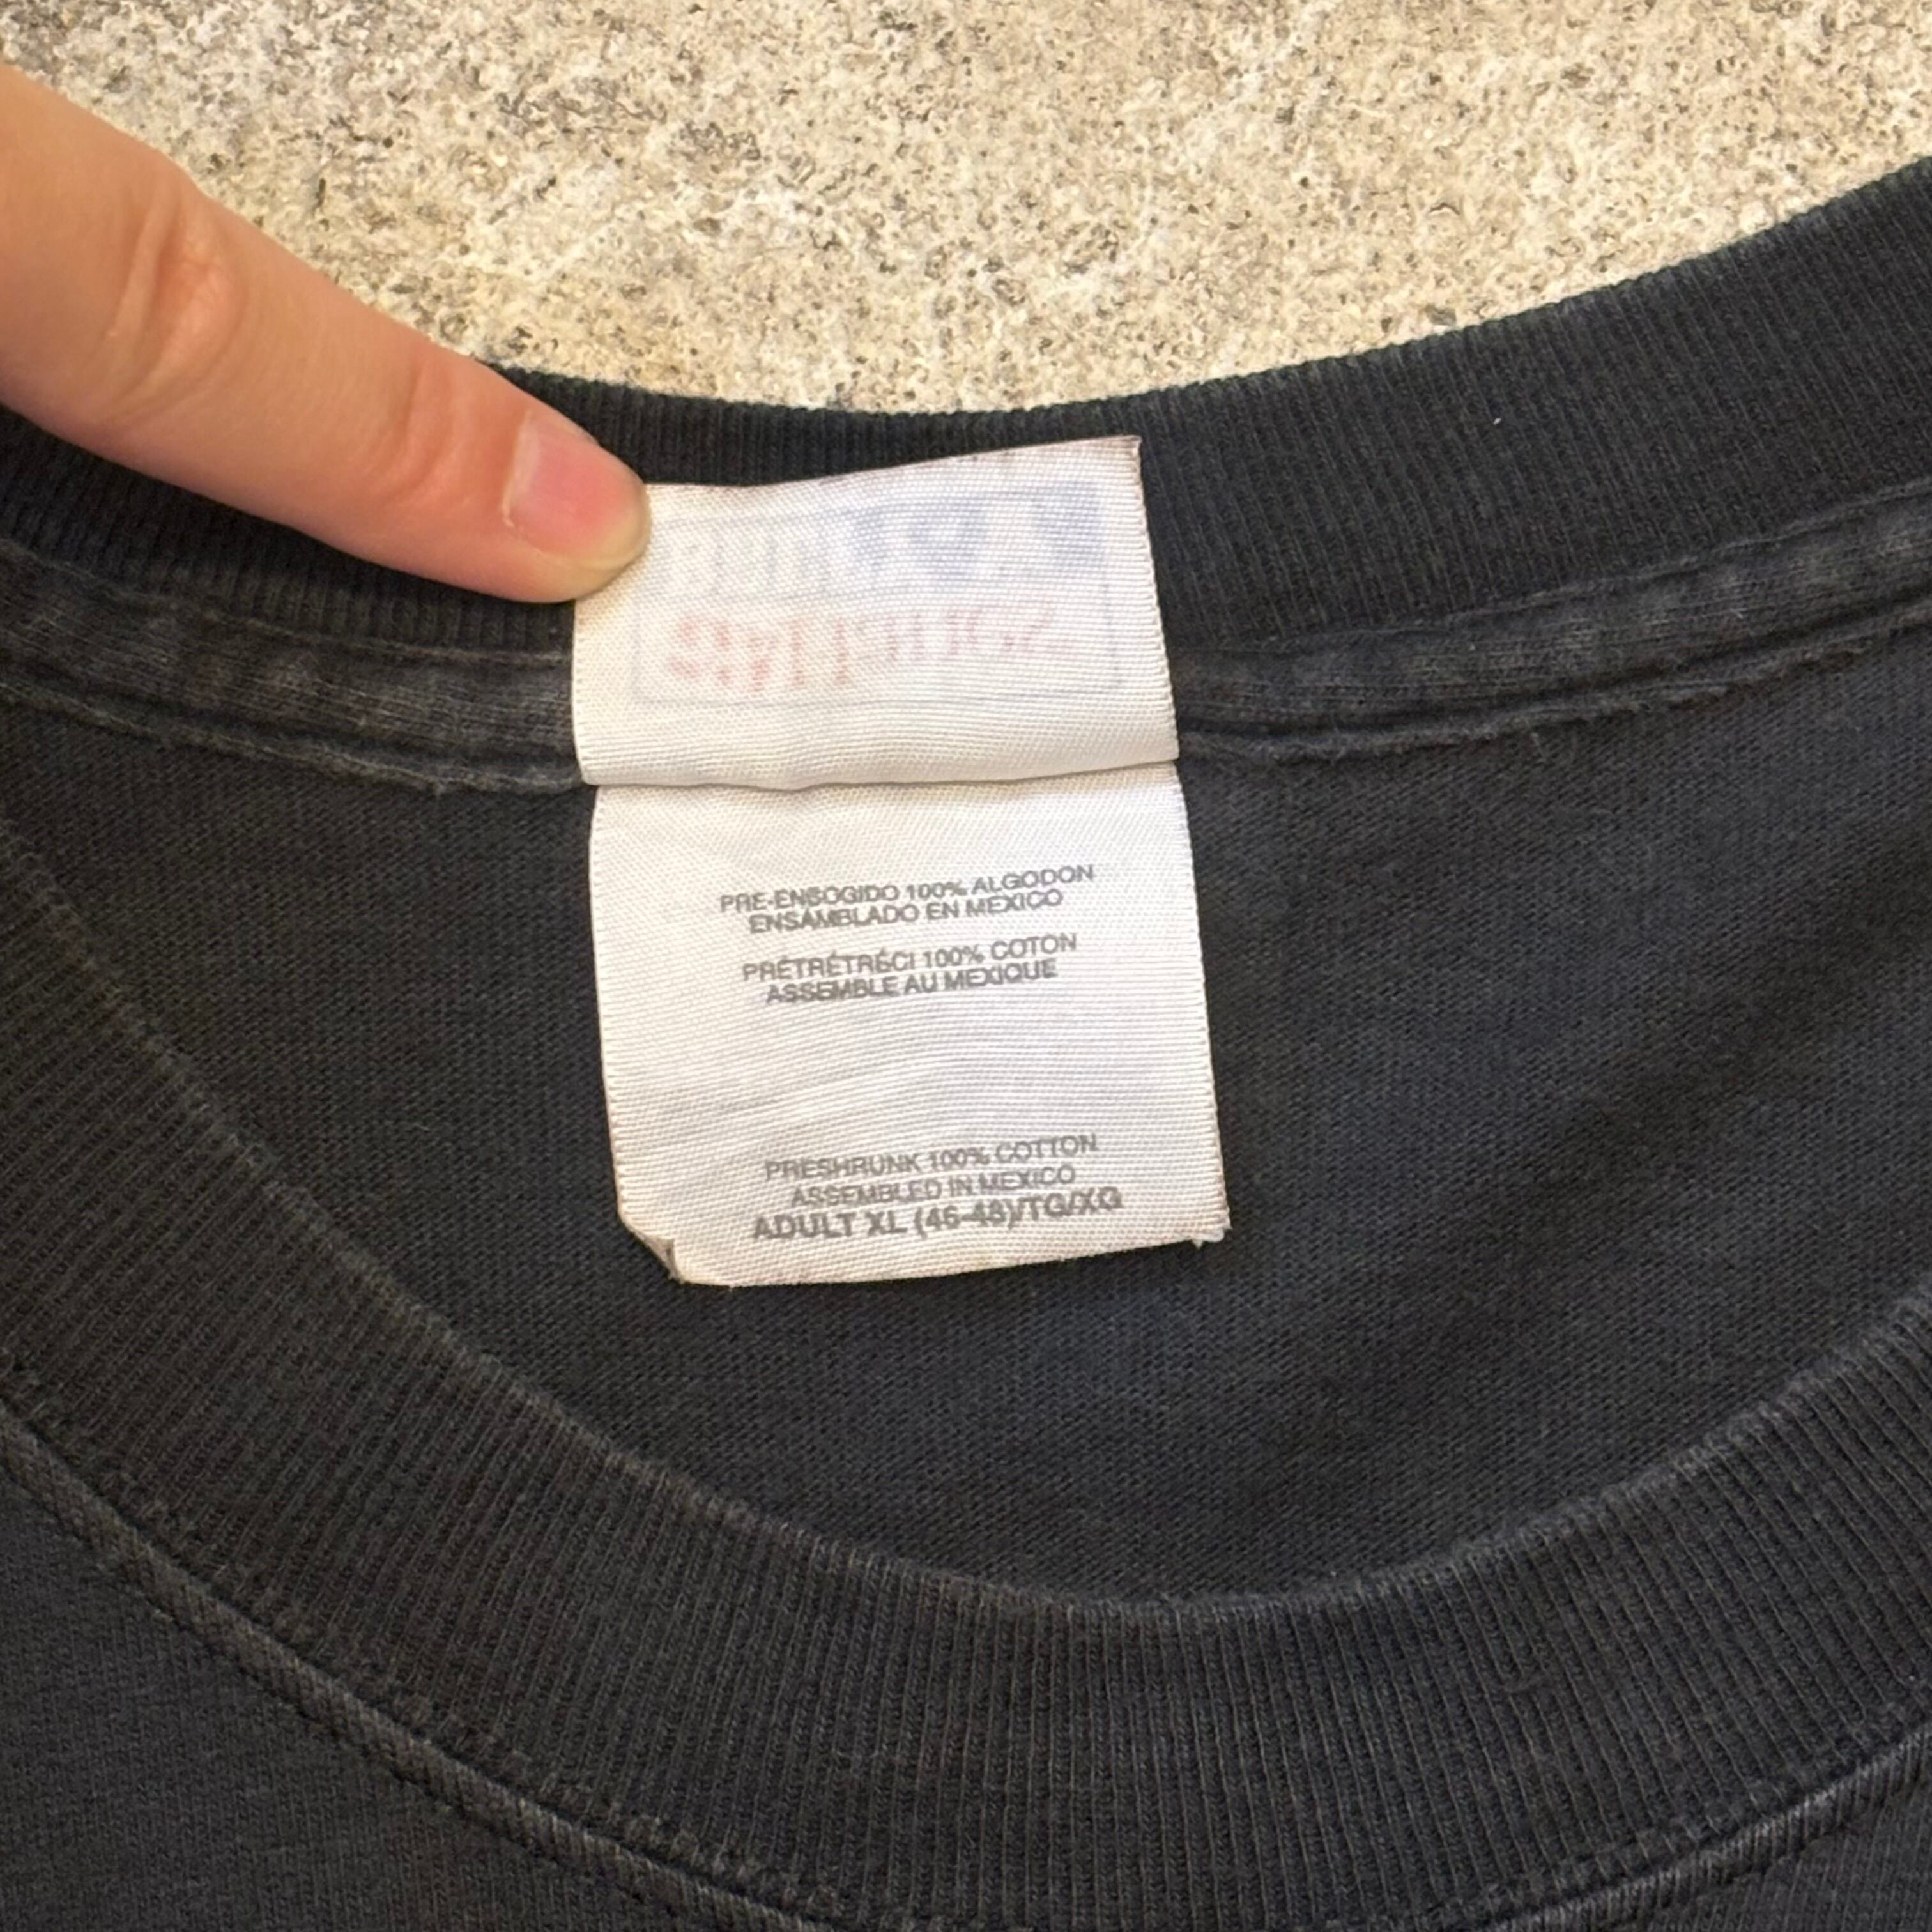 PRE-ENSOGIDO 100% ALGODON
ENSAMBLADO EN MEXICO
PRÉTRÉTRÉCI 100% COTON
ASSEMBLE AU MEXIQUE
PRESHRUNK 100% COTTON
ASSEMBLED IN MEXICO
ADULT XL (46-48)/TG/XG